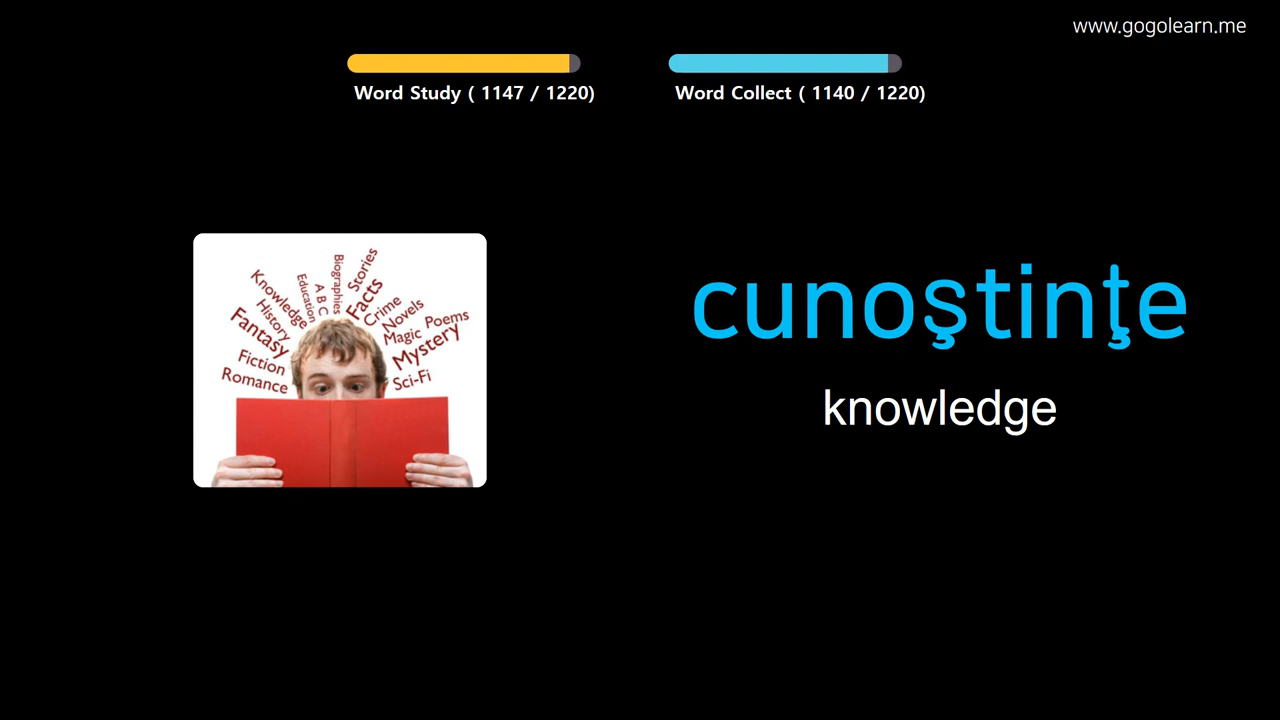 www.gogolearn.me
Word Study ( 1147 / 1220)
Word Collect ( 1140 / 1220)
Knowledge
History
Fantasy
Fiction
Romance
Education
A B C
Biographies
Stories
Facts
Crime
Novels
Magic
Poems
Mystery
Sci-Fi
cunoştinţe
knowledge